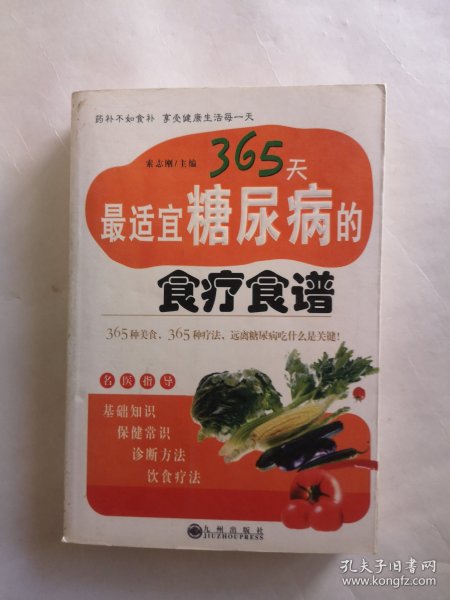 药补不如食补 享受健康生活每一天
索志刚/主编
365天
最适宜糖尿病的
食疗食谱
365种美食，365种疗法，远离糖尿病吃什么是关键！
名医指导
基础知识
保健常识
诊断方法
饮食疗法
九州出版社
JIUZHOUPRESS
孔夫子旧书网
www.kongfz.com